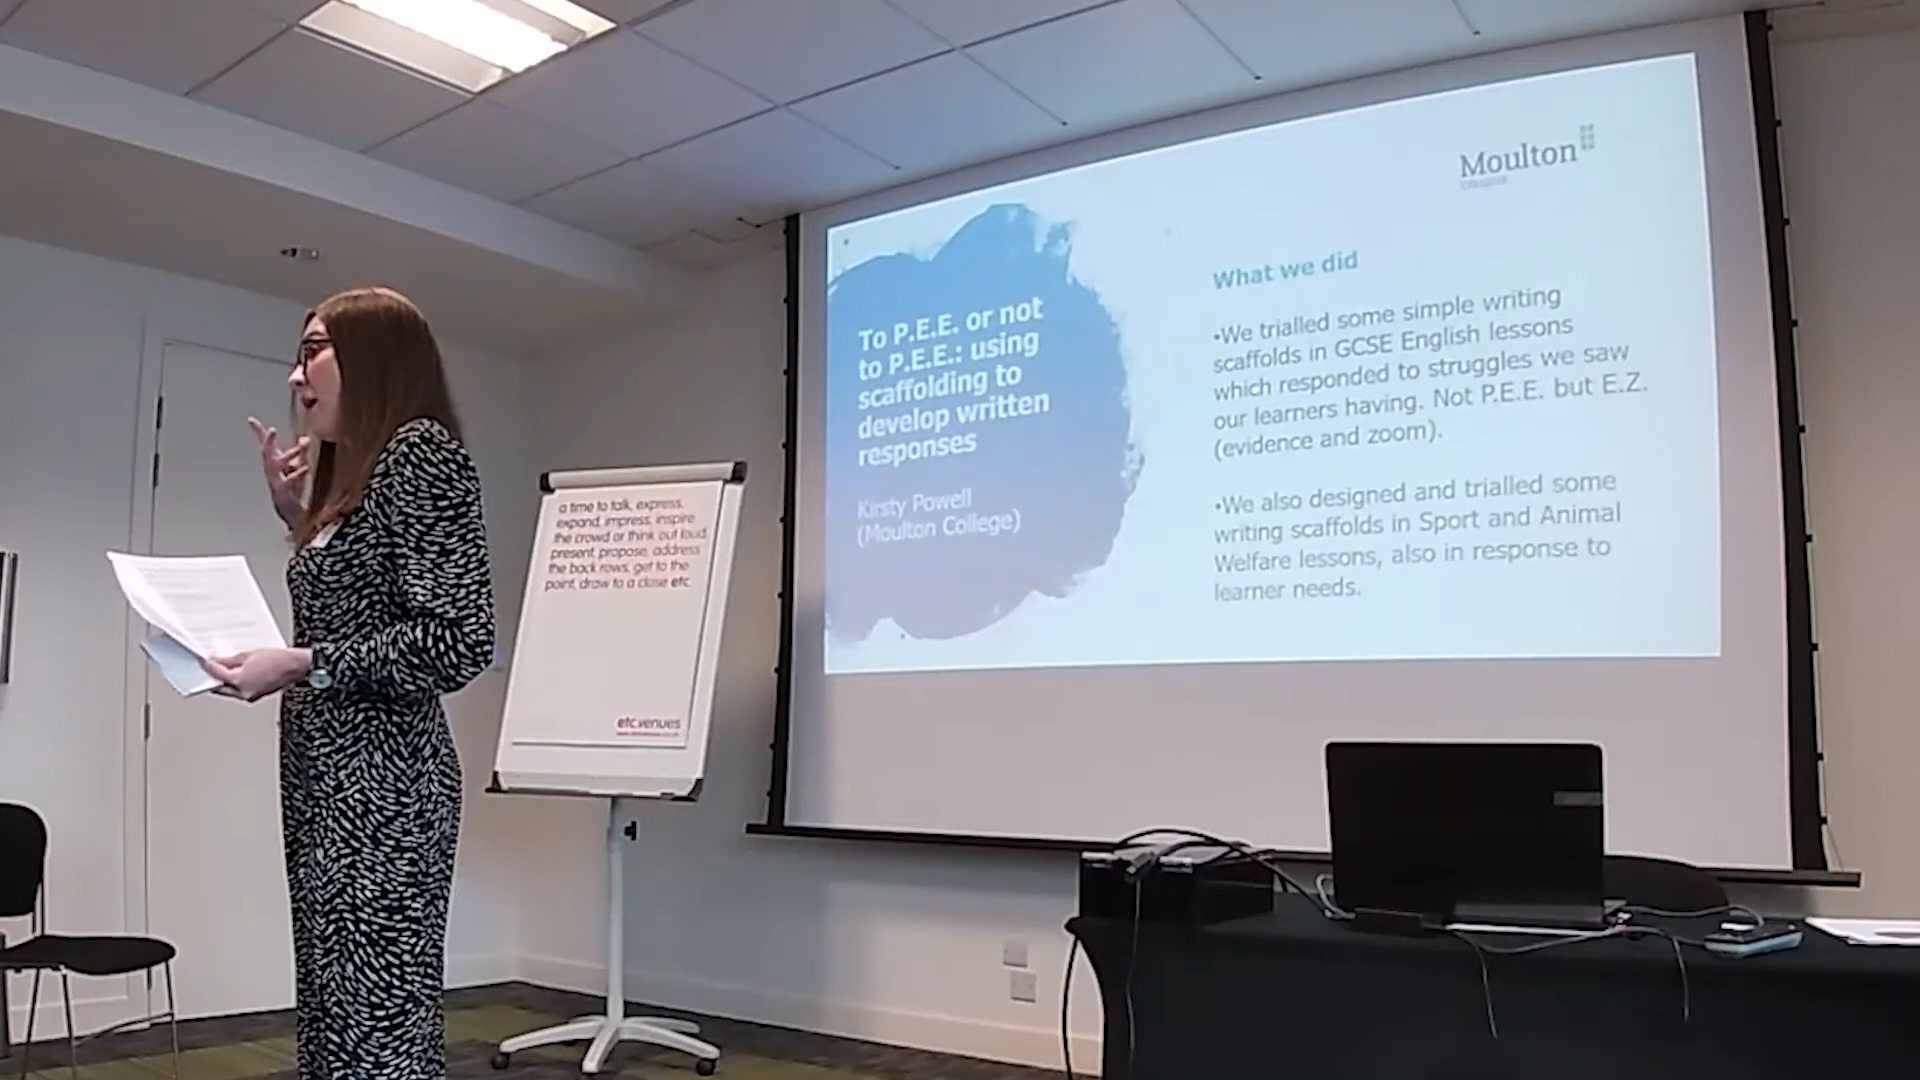 a time to talk, express,
expand, impress, inspire
the crowd or think out loud,
present, propose, address
the back rows, get to the
point, draw to a close etc
etc.venues
To P.E.E. or not
to P.E.E.: using
scaffolding to
develop written
responses
Kirsty Powell
(Moulton College)
Moulton
COLLEGE
What we did
•We trialled some simple writing
scaffolds in GCSE English lessons
which responded to struggles we saw
our learners having. Not P.E.E. but E.Z.
(evidence and zoom).
•We also designed and trialled some
writing scaffolds in Sport and Animal
Welfare lessons, also in response to
learner needs.